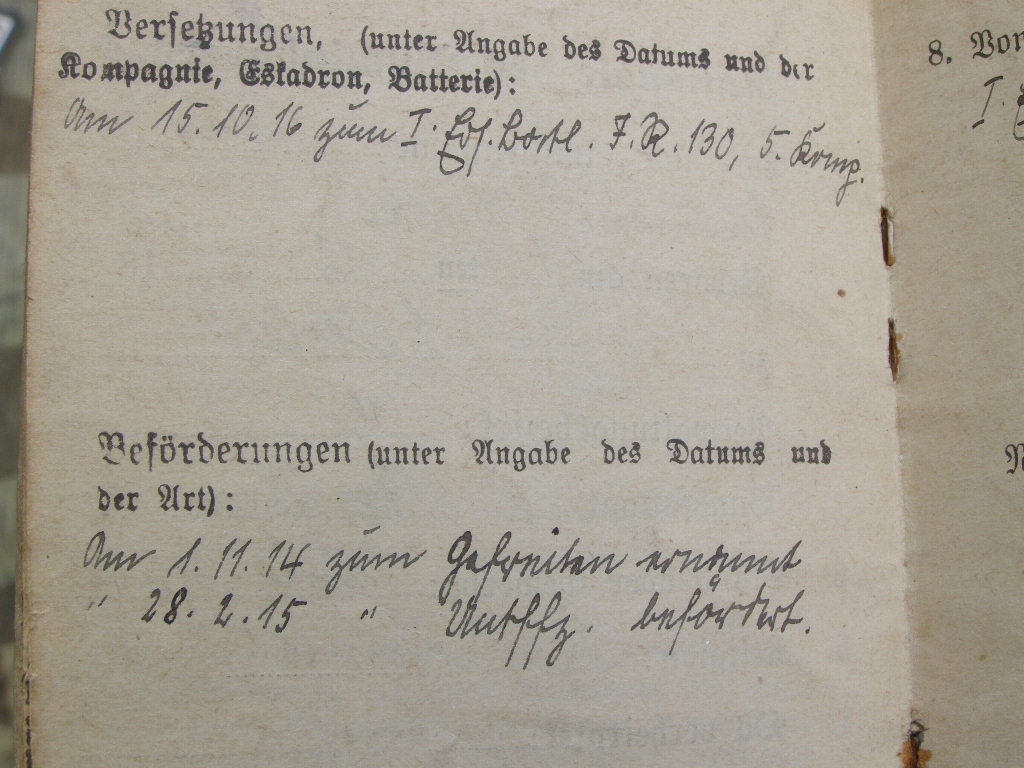 Versetzungen, (unter Angabe des Datums und der
Kompagnie, Eskadron, Batterie):
Am 15.10.16 zum I. Ers. Batl. I. R. 130, 5. Komp.
Beförderungen (unter Angabe des Datums und
der Art):
Am 1.11.14 zum Gefreiten ernannt
" 28.2.15 " Untffz. befördert.
8. Von
I.